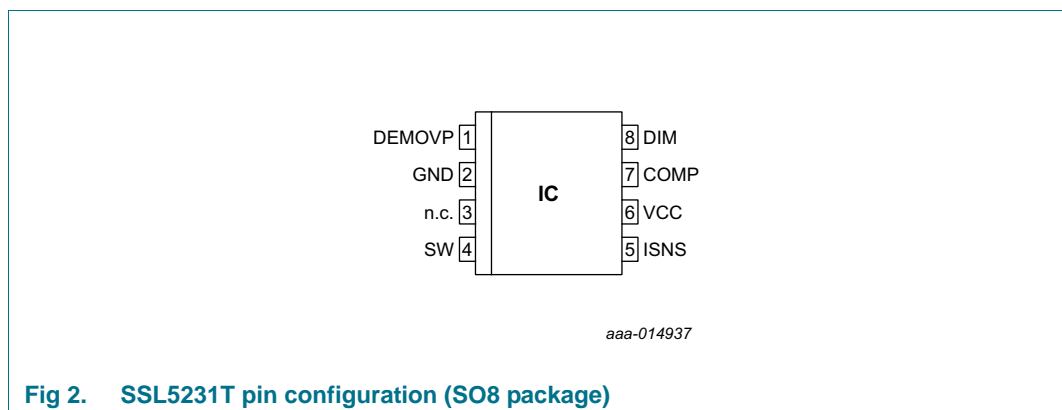 DEMOVP 1
GND 2
n.c. 3
SW 4
IC
8 DIM
7 COMP
6 VCC
5 ISNS
aaa-014937
Fig 2. SSL5231T pin configuration (SO8 package)